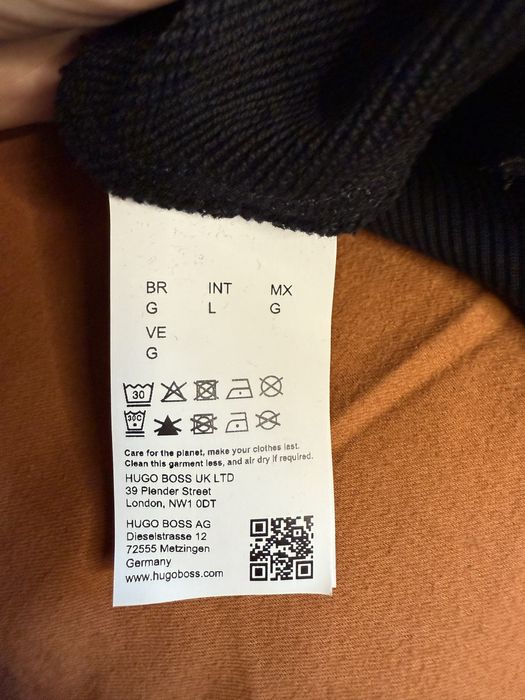 BR INT MX
G L G
VE
G
30
30C
Care for the planet, make your clothes last.
Clean this garment less, and air dry if required.
HUGO BOSS UK LTD
39 Plender Street
London, NW1 0DT
HUGO BOSS AG
Dieselstrasse 12
72555 Metzingen
Germany
www.hugoboss.com